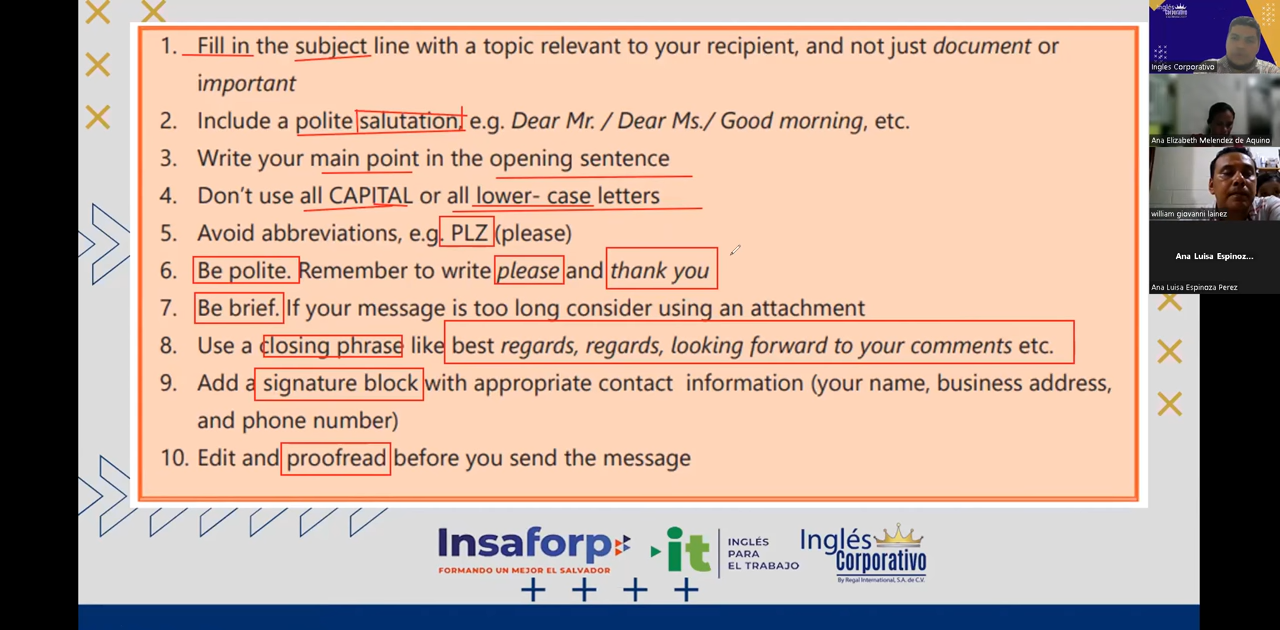 1. Fill in the subject line with a topic relevant to your recipient, and not just document or
important
2. Include a polite salutation, e.g. Dear Mr. / Dear Ms./ Good morning, etc.
3. Write your main point in the opening sentence
4. Don't use all CAPITAL or all lower- case letters
5. Avoid abbreviations, e.g. PLZ (please)
6. Be polite. Remember to write please and thank you
7. Be brief. If your message is too long consider using an attachment
8. Use a closing phrase like best regards, regards, looking forward to your comments etc.
9. Add a signature block with appropriate contact information (your name, business address,
and phone number)
10. Edit and proofread before you send the message
Insaforp
FORMANDO UN MEJOR EL SALVADOR
it
INGLÉS
PARA
EL TRABAJO
Inglés
Corporativo
By Regal International, S.A. de C.V.
Inglés
Corporativo
Inglés Corporativo
Ana Elizabeth Melendez de Aquino
william giovanni lainez
Ana Luisa Espinoz...
Ana Luisa Espinoza Perez